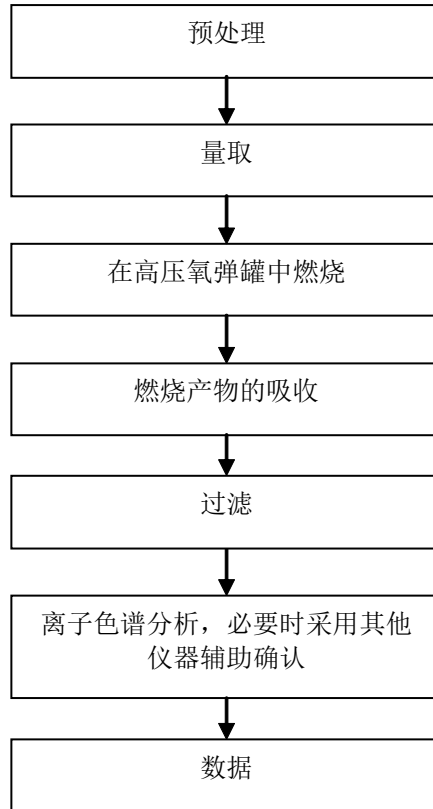 预处理
量取
在高压氧弹罐中燃烧
燃烧产物的吸收
过滤
离子色谱分析，必要时采用其他
仪器辅助确认
数据